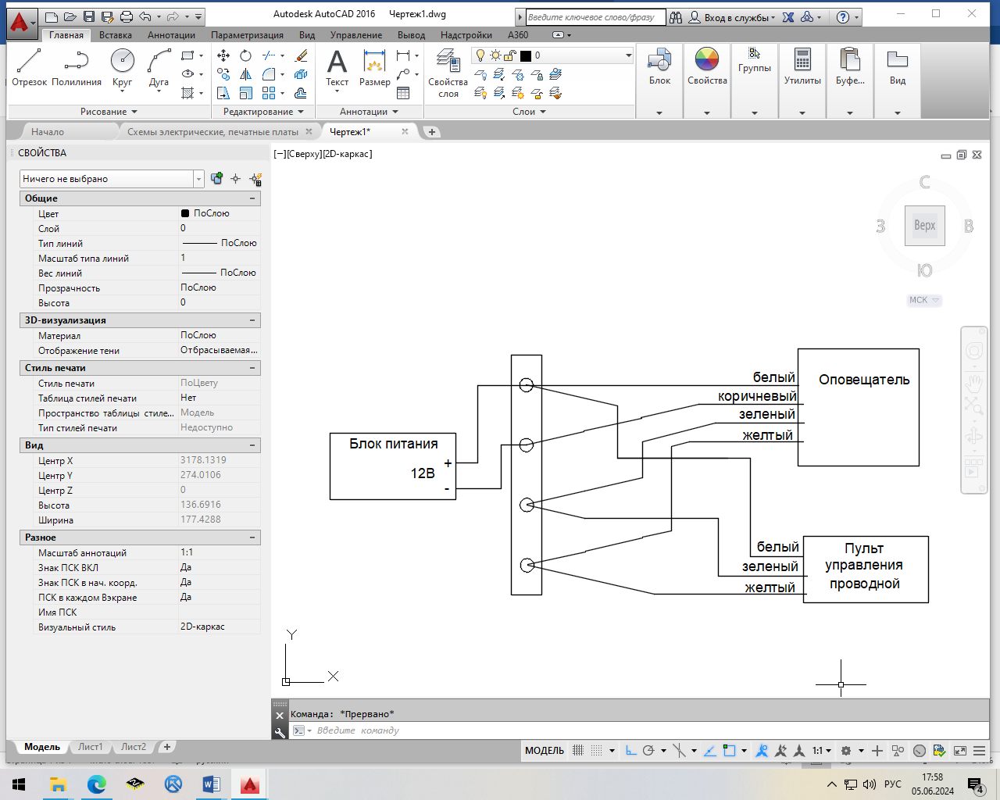 Autodesk AutoCAD 2016 Чертеж1.dwg
Введите ключевое слово/фразу
Вход в службы
Главная Вставка Аннотации Параметризация Вид Управление Вывод Надстройки A360
Отрезок Полилиния Круг Дуга
Текст Размер
Свойства
слоя
0
Блок Свойства Группы Утилиты Буфе... Вид
Рисование Редактирование Аннотации Слои
Начало Схемы электрические, печатные платы Чертеж1*
СВОЙСТВА
Ничего не выбрано
Общие
Цвет ПоСлою
Слой 0
Тип линий ПоСлою
Масштаб типа линий 1
Вес линий ПоСлою
Прозрачность ПоСлою
Высота 0
3D-визуализация
Материал ПоСлою
Отображение тени Отбрасываемая...
Стиль печати
Стиль печати ПоЦвету
Таблица стилей печати Нет
Пространство таблицы стиле... Модель
Тип стилей печати Недоступно
Вид
Центр X 3178.1319
Центр Y 274.0106
Центр Z 0
Высота 136.6916
Ширина 177.4288
Разное
Масштаб аннотаций 1:1
Знак ПСК ВКЛ Да
Знак ПСК в нач. коорд. Да
ПСК в каждом Вэкране Да
Имя ПСК
Визуальный стиль 2D-каркас
[−][Сверху][2D-каркас]
С
З Верх В
Ю
МСК
Блок питания
12В
+
-
белый
коричневый
зеленый
желтый
Оповещатель
белый
зеленый
желтый
Пульт
управления
проводной
Y
X
Команда: *Прервано*
Введите команду
Модель Лист1 Лист2
МОДЕЛЬ
1:1
РУС
17:58
05.06.2024
4